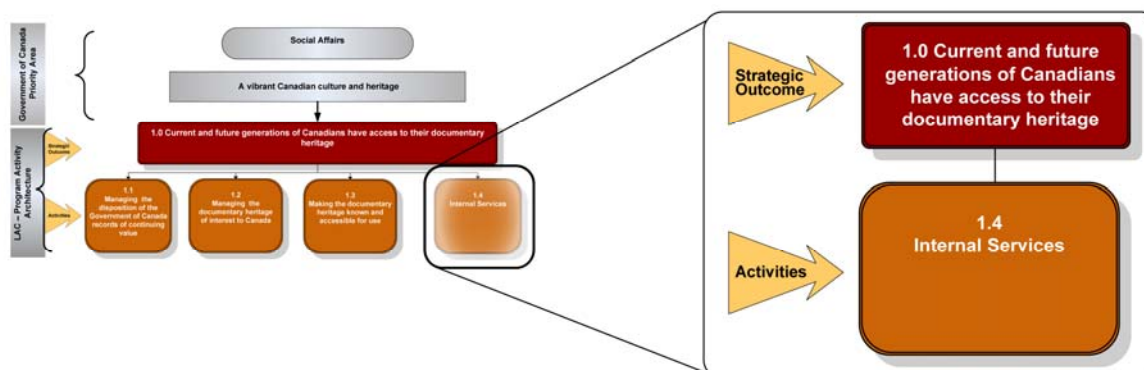 Government of Canada
Priority Area
Social Affairs
A vibrant Canadian culture and heritage
LAC – Program Activity
Architecture
Strategic
Outcome
1.0 Current and future generations of Canadians have access to their documentary
heritage
Activities
1.1
Managing the
disposition of the
Government of Canada
records of continuing
value
1.2
Managing the
documentary heritage
of interest to Canada
1.3
Making the documentary
heritage known and
accessible for use
1.4
Internal Services
Strategic
Outcome
1.0 Current and future
generations of Canadians
have access to their
documentary heritage
Activities
1.4
Internal Services